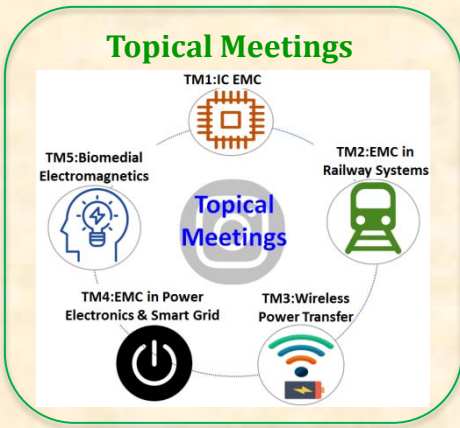 Topical Meetings
TM1:IC EMC
TM2:EMC in
Railway Systems
TM5:Biomedial
Electromagnetics
Topical
Meetings
TM4:EMC in Power
Electronics & Smart Grid
TM3:Wireless
Power Transfer